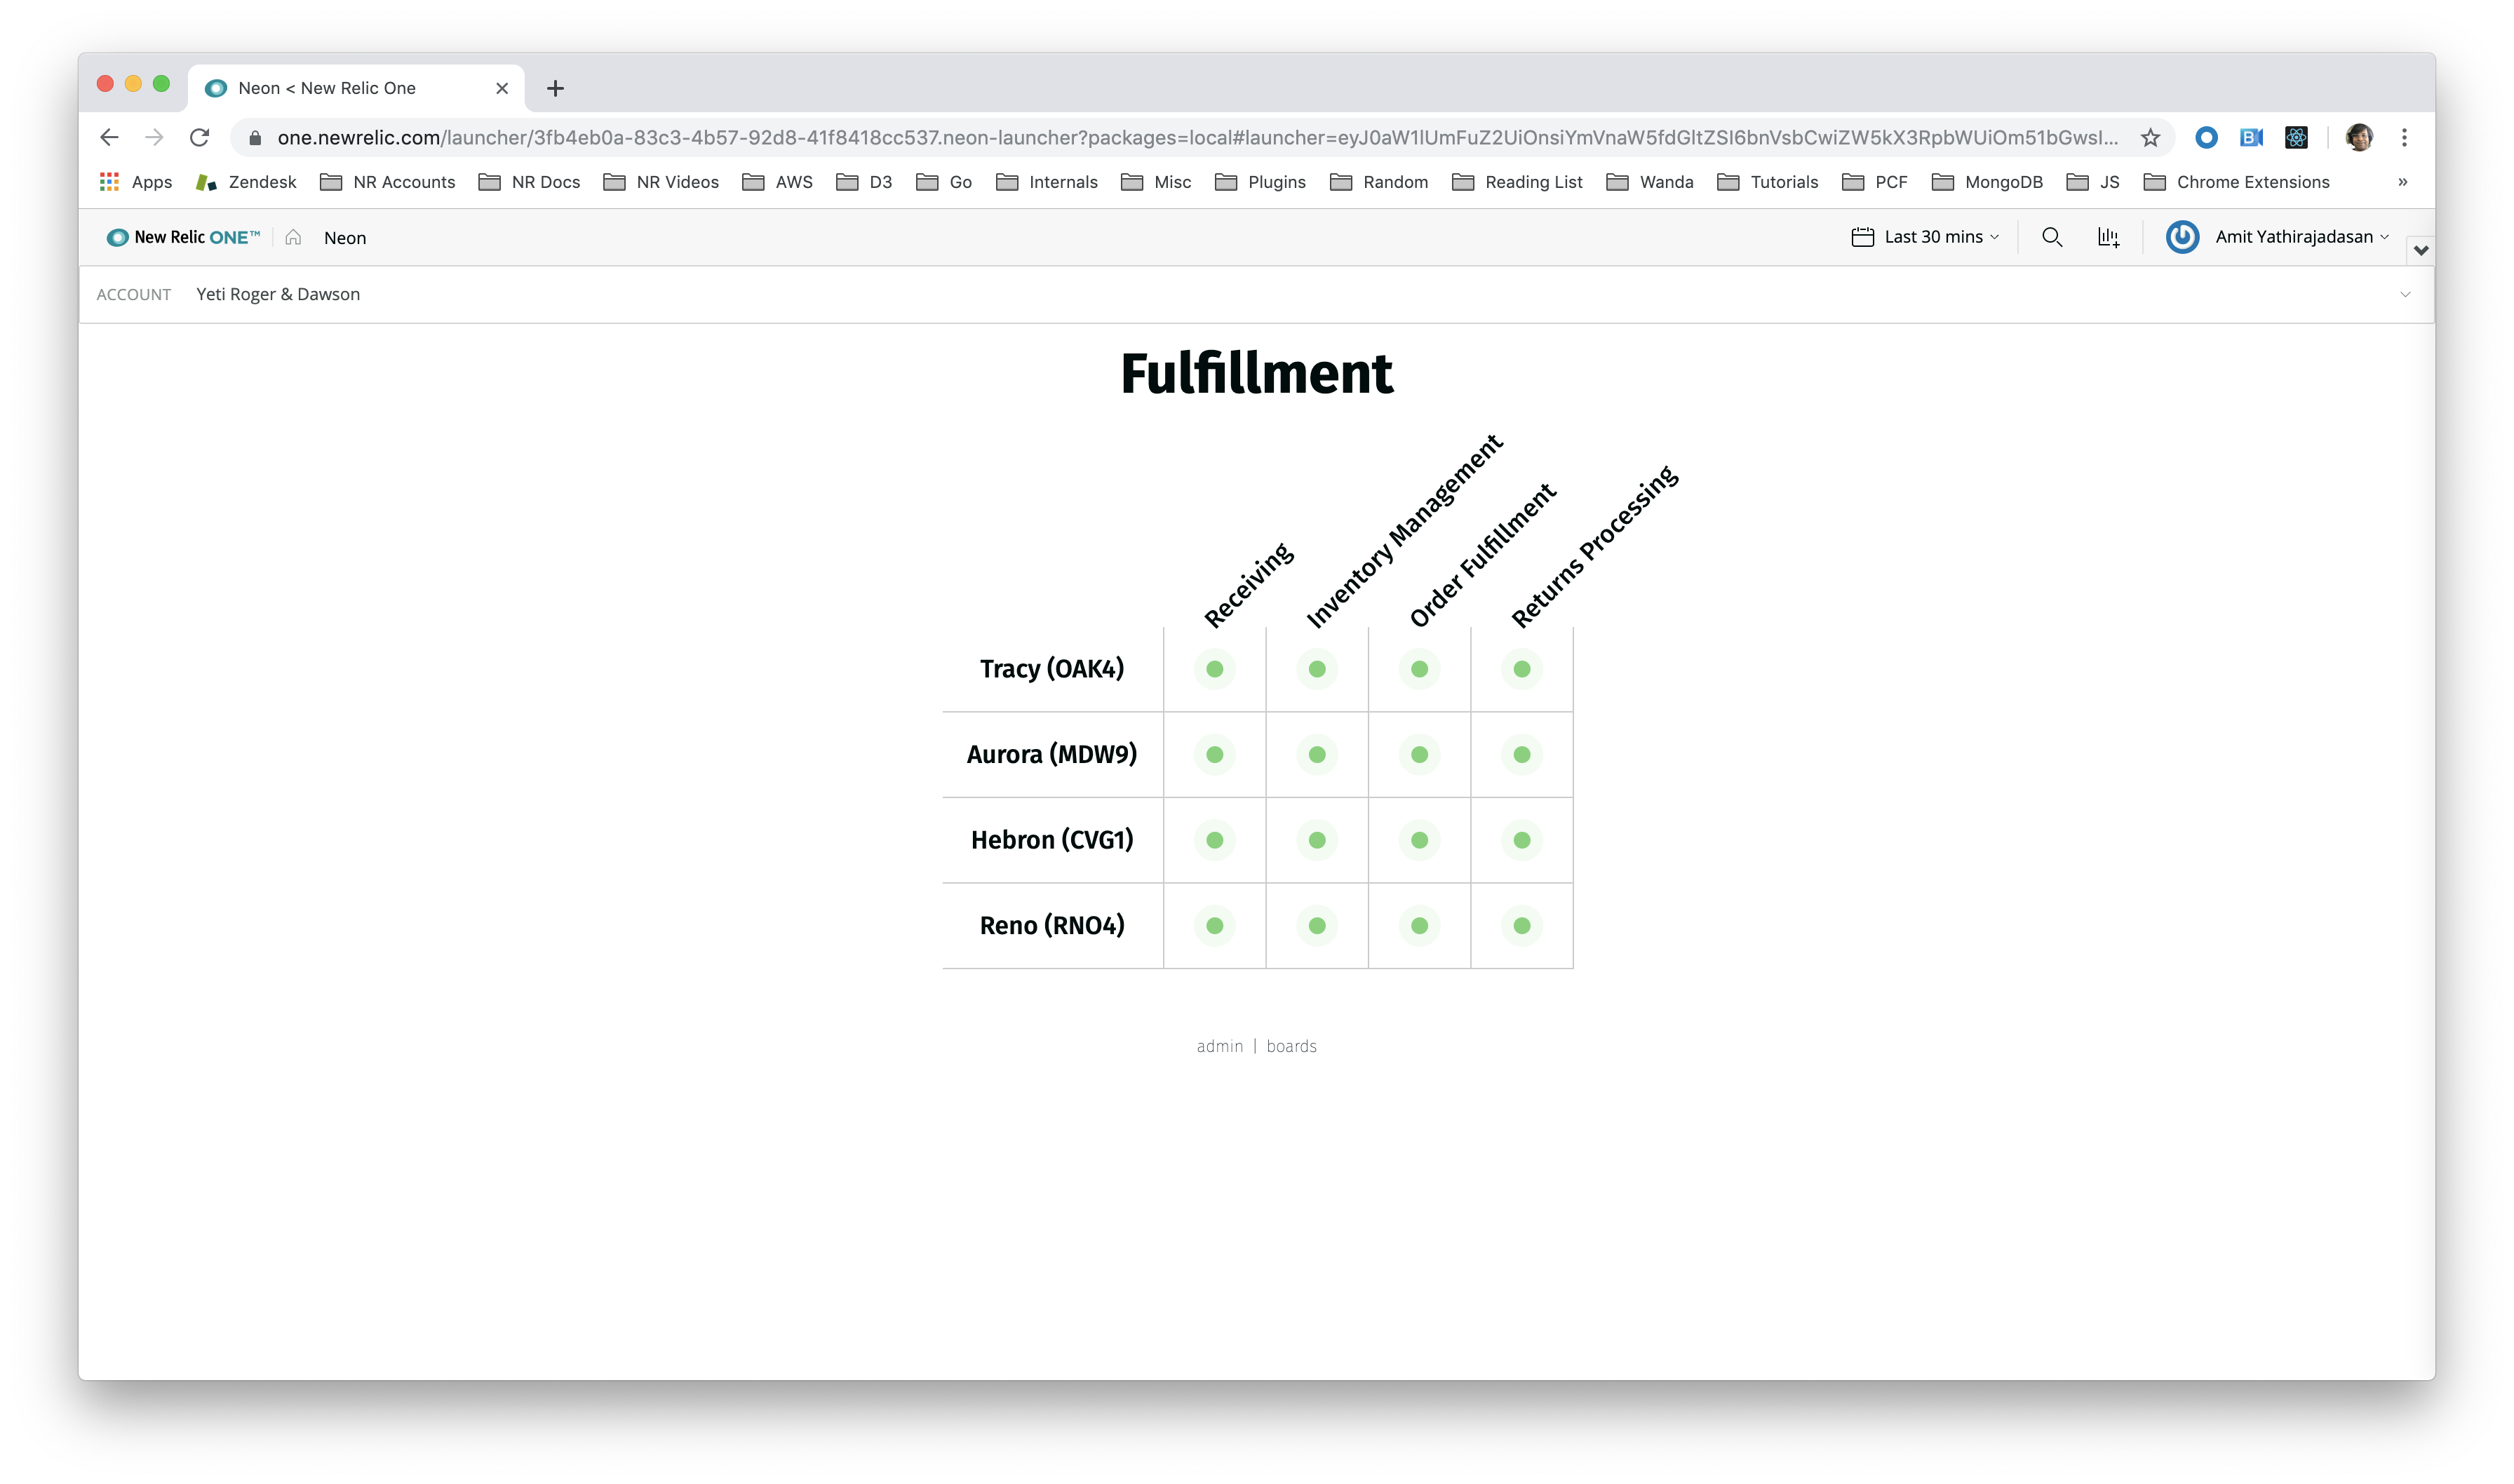 Neon < New Relic One
one.newrelic.com/launcher/3fb4eb0a-83c3-4b57-92d8-41f8418cc537.neon-launcher?packages=local#launcher=eyJ0aW1lUmFuZ2UiOnsiYmVnaW5fdGltZSI6bnVsbCwiZW5kX3RpbWUiOm51bGwsI...
Apps Zendesk NR Accounts NR Docs NR Videos AWS D3 Go Internals Misc Plugins Random Reading List Wanda Tutorials PCF MongoDB JS Chrome Extensions »
New Relic ONE™ Neon Last 30 mins Amit Yathirajadasan
ACCOUNT Yeti Roger & Dawson
Fulfillment
Receiving
Inventory Management
Order Fulfillment
Returns Processing
Tracy (OAK4)
Aurora (MDW9)
Hebron (CVG1)
Reno (RNO4)
admin | boards